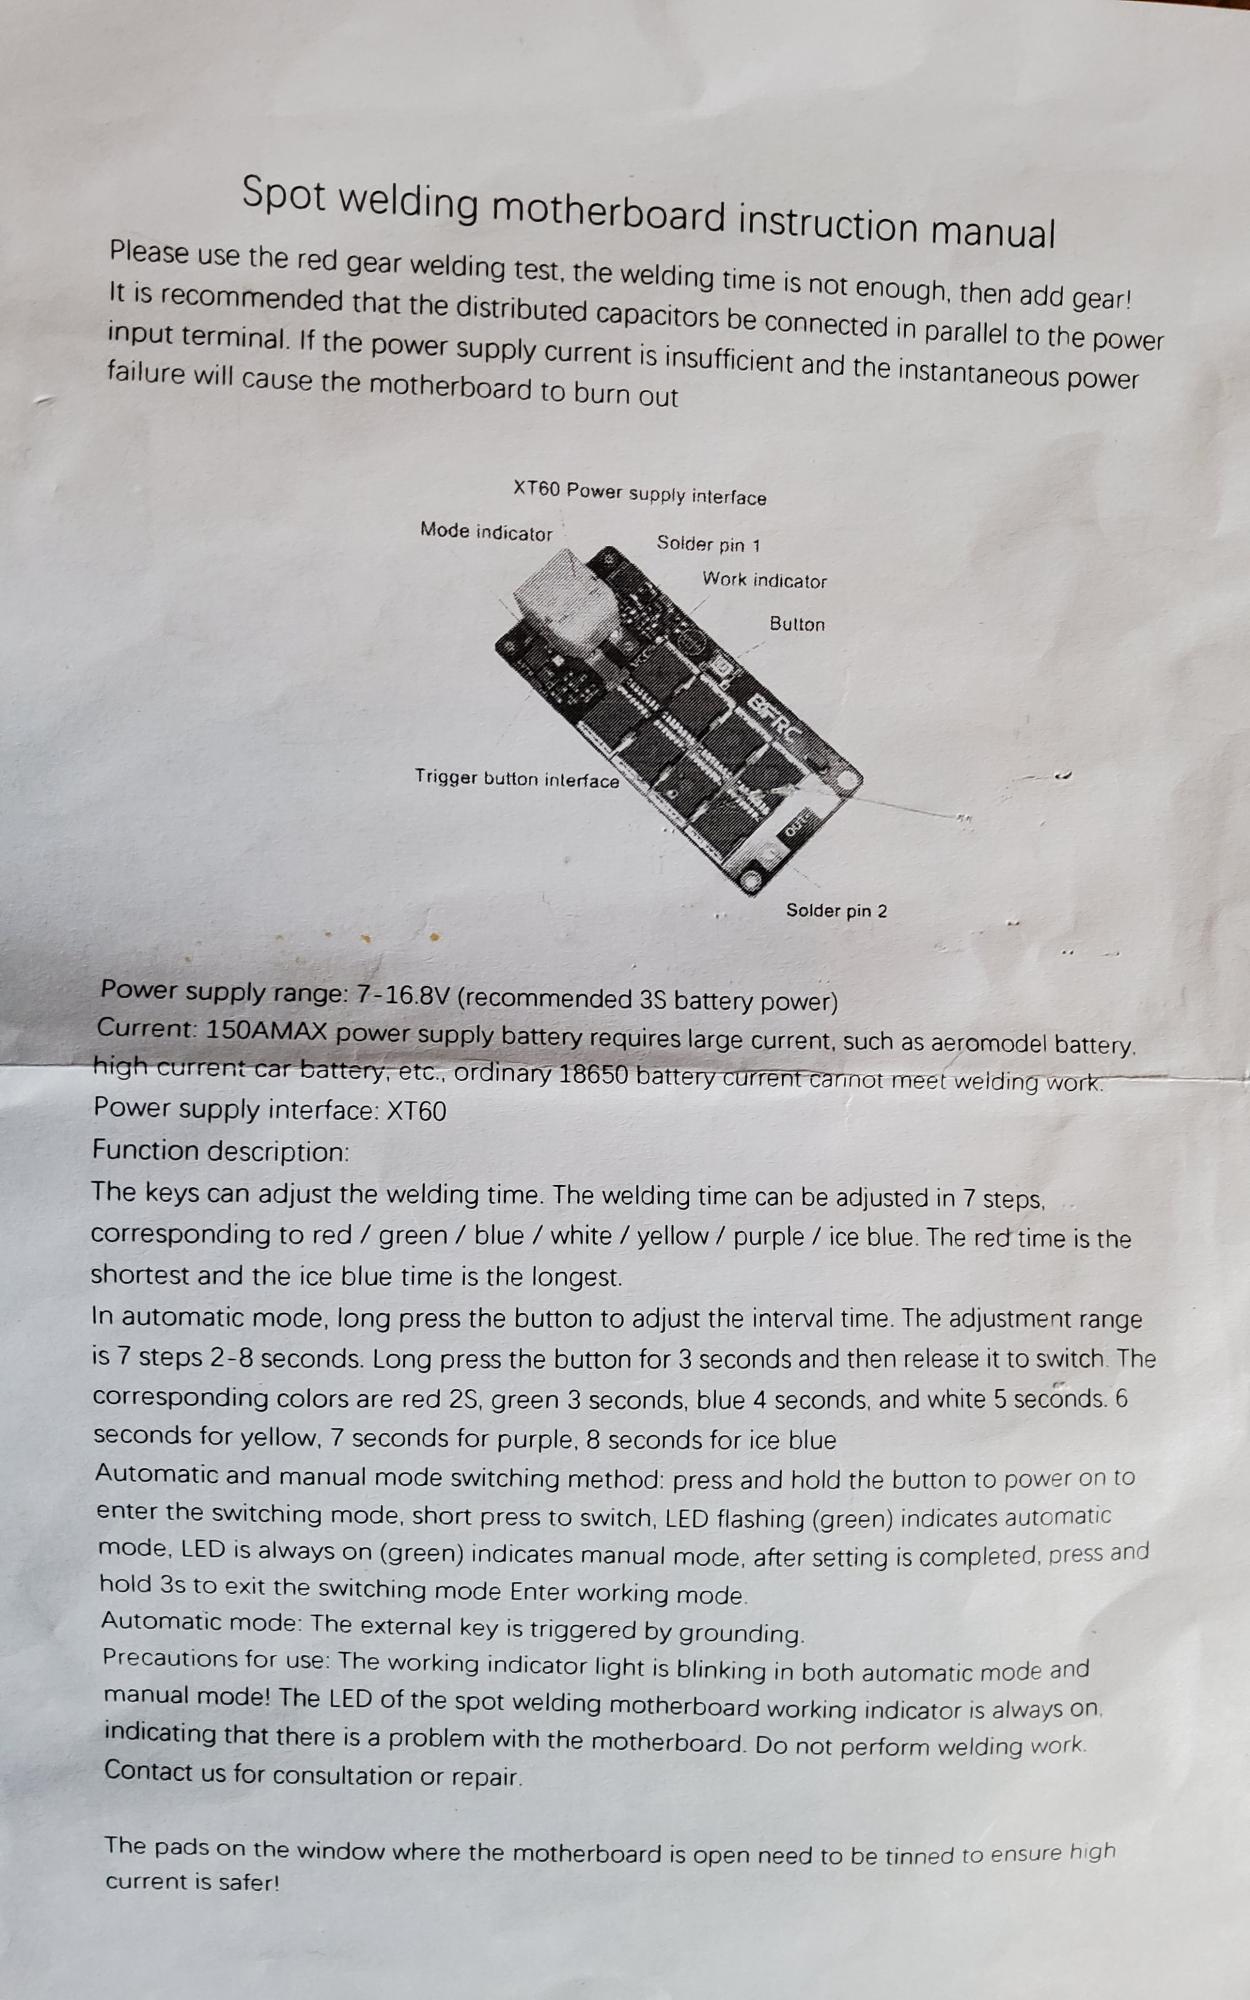 Spot welding motherboard instruction manual
Please use the red gear welding test, the welding time is not enough, then add gear!
It is recommended that the distributed capacitors be connected in parallel to the power
input terminal. If the power supply current is insufficient and the instantaneous power
failure will cause the motherboard to burn out
XT60 Power supply interface
Mode indicator
Solder pin 1
Work indicator
Button
BFRC
Trigger button interface
OUT-
Solder pin 2
Power supply range: 7-16.8V (recommended 3S battery power)
Current: 150AMAX power supply battery requires large current, such as aeromodel battery,
high current car battery, etc., ordinary 18650 battery current cannot meet welding work.
Power supply interface: XT60
Function description:
The keys can adjust the welding time. The welding time can be adjusted in 7 steps,
corresponding to red / green / blue / white / yellow / purple / ice blue. The red time is the
shortest and the ice blue time is the longest.
In automatic mode, long press the button to adjust the interval time. The adjustment range
is 7 steps 2-8 seconds. Long press the button for 3 seconds and then release it to switch. The
corresponding colors are red 2S, green 3 seconds, blue 4 seconds, and white 5 seconds. 6
seconds for yellow, 7 seconds for purple, 8 seconds for ice blue
Automatic and manual mode switching method: press and hold the button to power on to
enter the switching mode, short press to switch, LED flashing (green) indicates automatic
mode, LED is always on (green) indicates manual mode, after setting is completed, press and
hold 3s to exit the switching mode Enter working mode.
Automatic mode: The external key is triggered by grounding.
Precautions for use: The working indicator light is blinking in both automatic mode and
manual mode! The LED of the spot welding motherboard working indicator is always on,
indicating that there is a problem with the motherboard. Do not perform welding work.
Contact us for consultation or repair.
The pads on the window where the motherboard is open need to be tinned to ensure high
current is safer!